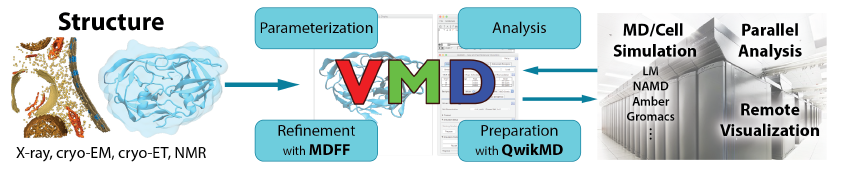 Structure
X-ray, cryo-EM, cryo-ET, NMR
Parameterization
Analysis
VMD
Refinement
with MDFF
Preparation
with QwikMD
MD/Cell
Simulation
LM
NAMD
Amber
Gromacs
⋮
Parallel
Analysis
Remote
Visualization